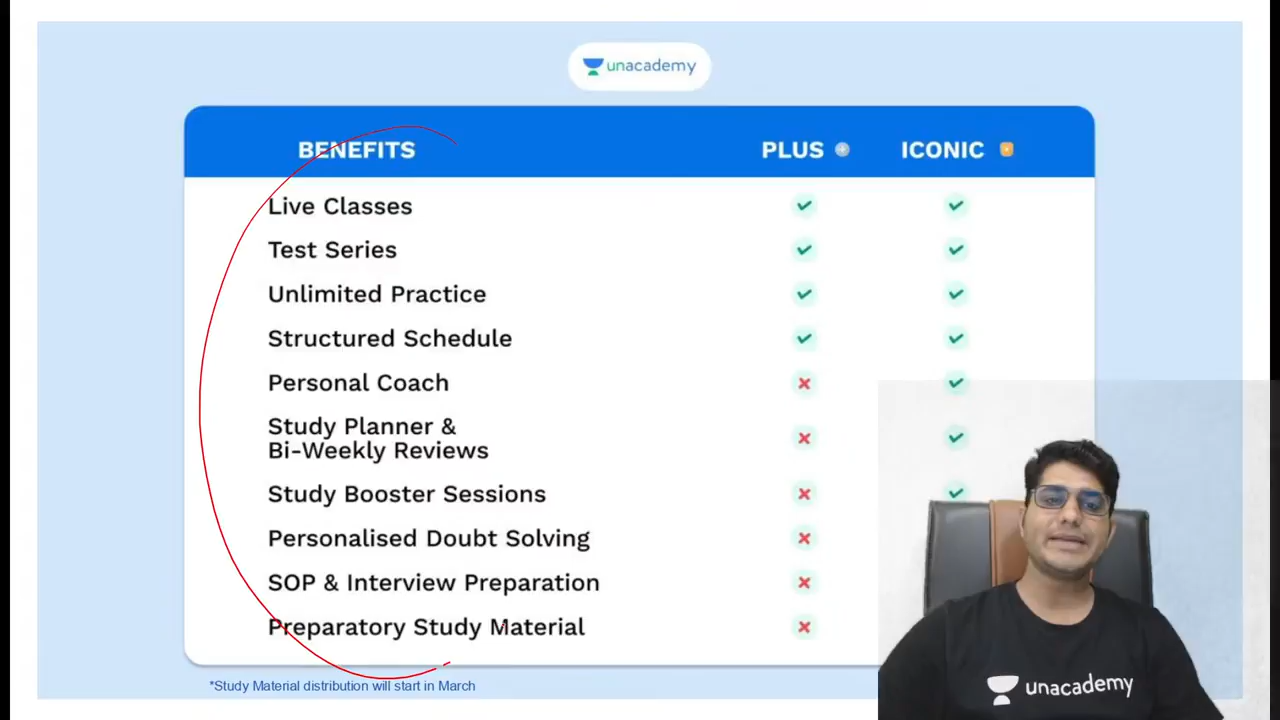 unacademy
BENEFITS PLUS ICONIC
Live Classes
Test Series
Unlimited Practice
Structured Schedule
Personal Coach
Study Planner &
Bi-Weekly Reviews
Study Booster Sessions
Personalised Doubt Solving
SOP & Interview Preparation
Preparatory Study Material
*Study Material distribution will start in March
unacademy